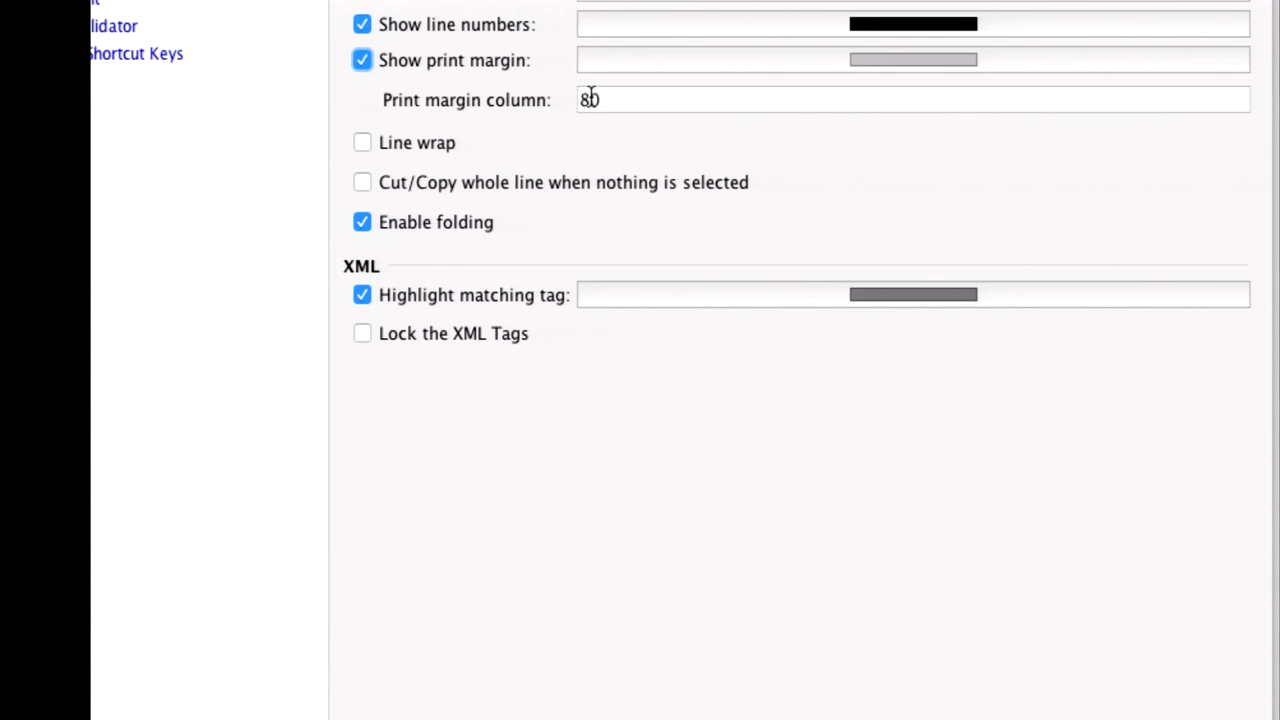 lidator
Shortcut Keys
Show line numbers:
Show print margin:
Print margin column: 80
Line wrap
Cut/Copy whole line when nothing is selected
Enable folding
XML
Highlight matching tag:
Lock the XML Tags